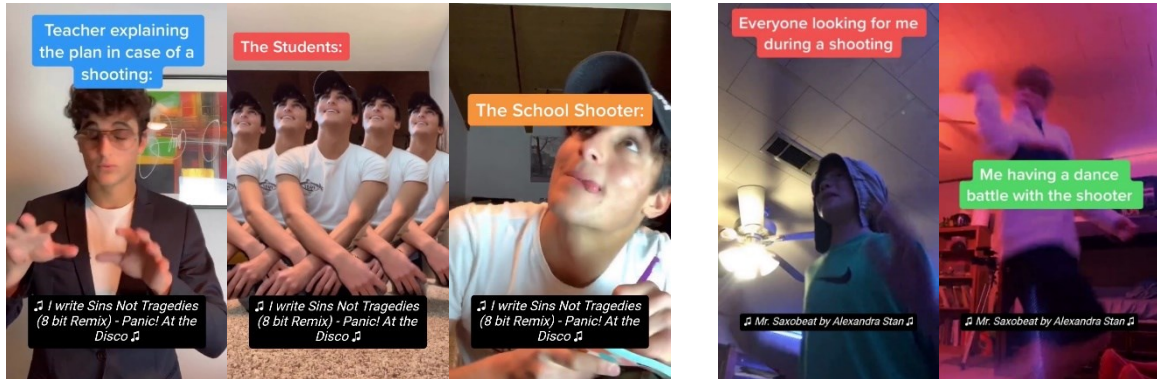 Teacher explaining
the plan in case of a
shooting:
♫ I write Sins Not Tragedies
(8 bit Remix) - Panic! At the
Disco ♫
The Students:
♫ I write Sins Not Tragedies
(8 bit Remix) - Panic! At the
Disco ♫
The School Shooter:
♫ I write Sins Not Tragedies
(8 bit Remix) - Panic! At the
Disco ♫
Everyone looking for me
during a shooting
♫ Mr. Saxobeat by Alexandra Stan ♫
Me having a dance
battle with the shooter
♫ Mr. Saxobeat by Alexandra Stan ♫